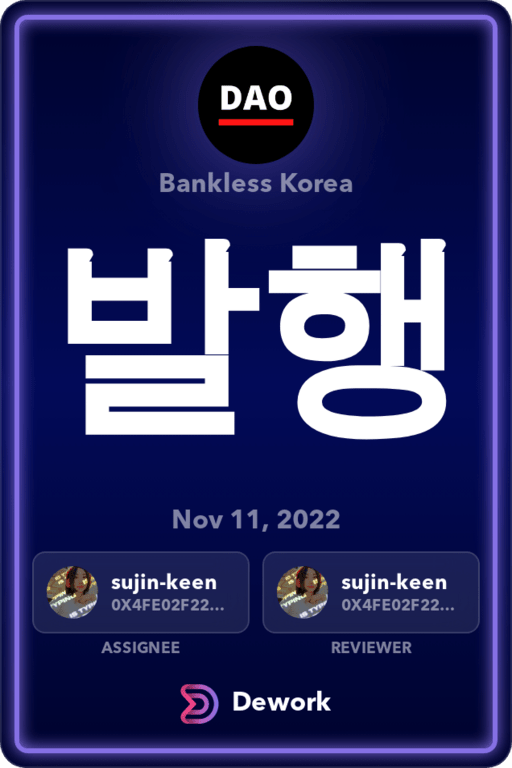 DAO
Bankless Korea
발행
Nov 11, 2022
sujin-keen
0X4FE02F22...
ASSIGNEE
sujin-keen
0X4FE02F22...
REVIEWER
Dework